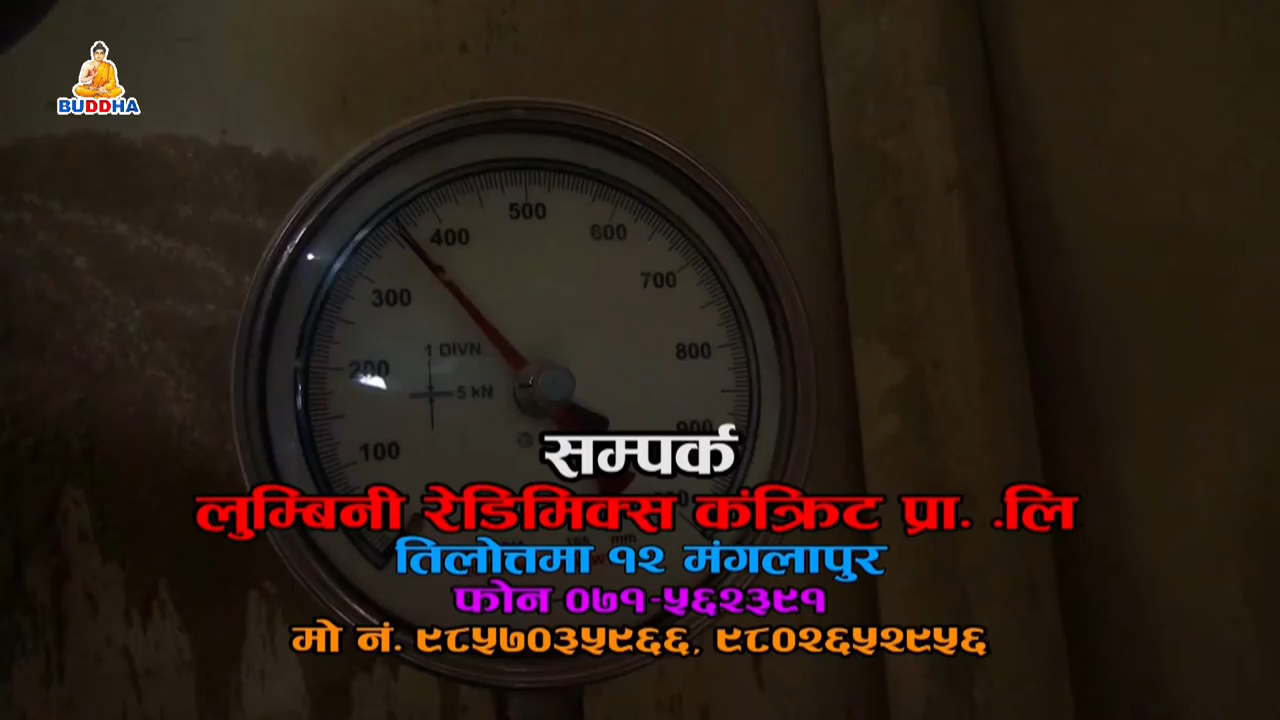 BUDDHA
500
400
600
700
300
1 DIVN.
800
200
5 kN
900
100
सम्पर्क
लुम्बिनी रेडिमिक्स कंक्रिट प्रा. .लि
mm
तिलोत्तमा १२ मंगलापुर
फोन ०७१-५६२३९१
मो नं. ९८५७०३५९६६, ९८०२६५२९५६